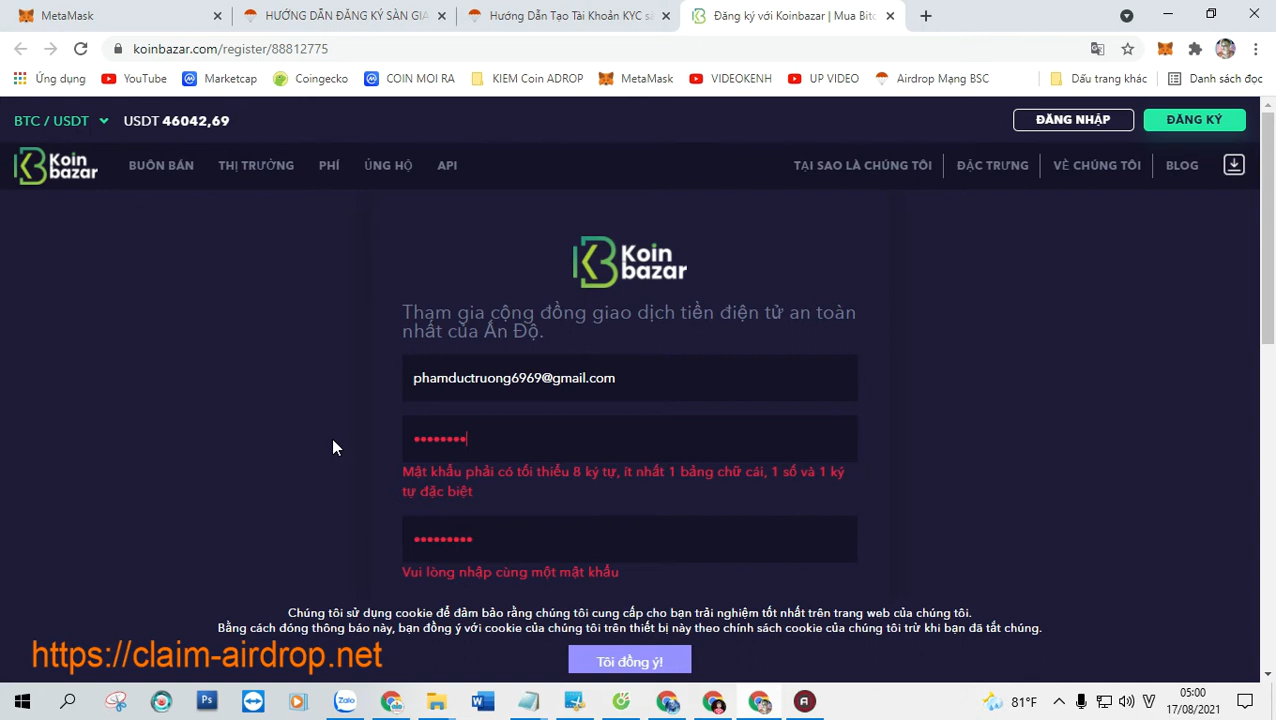 MetaMask
HƯỚNG DẪN ĐĂNG KÝ SÀN GIA
Hướng Dẫn Tạo Tài Khoản KYC sà
Đăng ký với Koinbazar | Mua Bitc
koinbazar.com/register/88812775
Ứng dụng
YouTube
Marketcap
Coingecko
COIN MOI RA
KIEM Coin ADROP
MetaMask
VIDEOKENH
UP VIDEO
Airdrop Mạng BSC
Dấu trang khác
Danh sách đọc
BTC / USDT
USDT 46042,69
ĐĂNG NHẬP
ĐĂNG KÝ
Koin
bazar
BUÔN BÁN
THỊ TRƯỜNG
PHÍ
ỦNG HỘ
API
TẠI SAO LÀ CHÚNG TÔI
ĐẶC TRƯNG
VỀ CHÚNG TÔI
BLOG
Koin
bazar
Tham gia cộng đồng giao dịch tiền điện tử an toàn
nhất của Ấn Độ.
phamductruong6969@gmail.com
••••••••
Mật khẩu phải có tối thiểu 8 ký tự, ít nhất 1 bảng chữ cái, 1 số và 1 ký
tự đặc biệt
•••••••••
Vui lòng nhập cùng một mật khẩu
Chúng tôi sử dụng cookie để đảm bảo rằng chúng tôi cung cấp cho bạn trải nghiệm tốt nhất trên trang web của chúng tôi.
Bằng cách đóng thông báo này, bạn đồng ý với cookie của chúng tôi trên thiết bị này theo chính sách cookie của chúng tôi trừ khi bạn đã tắt chúng.
https://claim-airdrop.net
Tôi đồng ý!
Ps
Zalo
81°F
V
05:00
17/08/2021